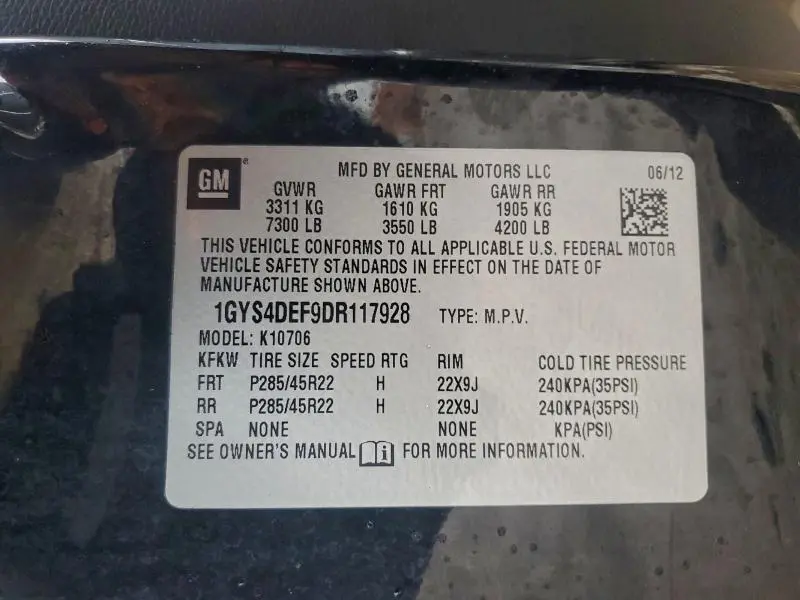 GM ®
MFD BY GENERAL MOTORS LLC 06/12
GVWR GAWR FRT GAWR RR
3311 KG 1610 KG 1905 KG
7300 LB 3550 LB 4200 LB
THIS VEHICLE CONFORMS TO ALL APPLICABLE U.S. FEDERAL MOTOR
VEHICLE SAFETY STANDARDS IN EFFECT ON THE DATE OF
MANUFACTURE SHOWN ABOVE.
1GYS4DEF9DR117928 TYPE: M.P.V.
MODEL: K10706
KFKW TIRE SIZE SPEED RTG RIM COLD TIRE PRESSURE
FRT P285/45R22 H 22X9J 240KPA(35PSI)
RR P285/45R22 H 22X9J 240KPA(35PSI)
SPA NONE NONE KPA(PSI)
SEE OWNER'S MANUAL FOR MORE INFORMATION.